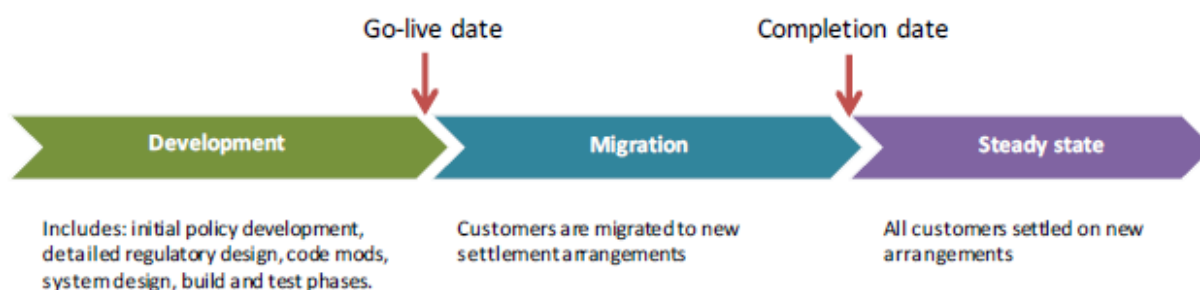 Go-live date
Completion date
Development
Migration
Steady state
Includes: initial policy development,
detailed regulatory design, code mods,
system design, build and test phases.
Customers are migrated to new
settlement arrangements
All customers settled on new
arrangements